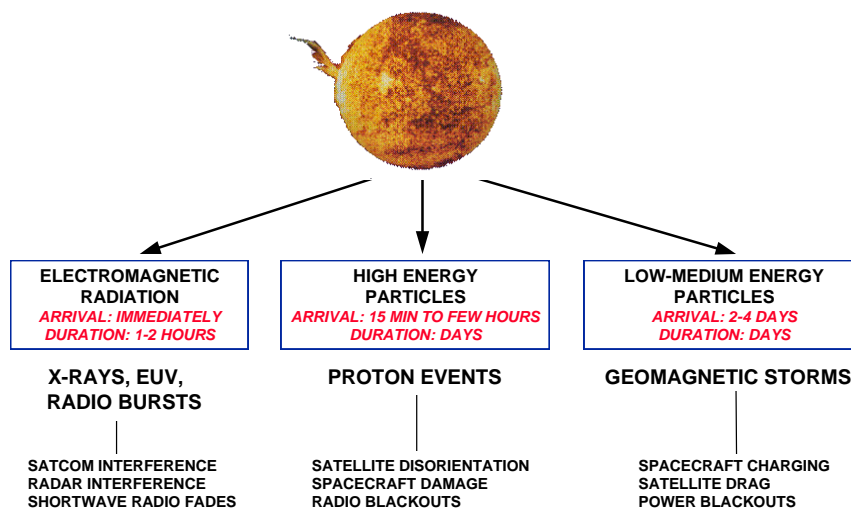 ELECTROMAGNETIC
RADIATION
ARRIVAL: IMMEDIATELY
DURATION: 1-2 HOURS
X-RAYS, EUV,
RADIO BURSTS
SATCOM INTERFERENCE
RADAR INTERFERENCE
SHORTWAVE RADIO FADES
HIGH ENERGY
PARTICLES
ARRIVAL: 15 MIN TO FEW HOURS
DURATION: DAYS
PROTON EVENTS
SATELLITE DISORIENTATION
SPACECRAFT DAMAGE
RADIO BLACKOUTS
LOW-MEDIUM ENERGY
PARTICLES
ARRIVAL: 2-4 DAYS
DURATION: DAYS
GEOMAGNETIC STORMS
SPACECRAFT CHARGING
SATELLITE DRAG
POWER BLACKOUTS